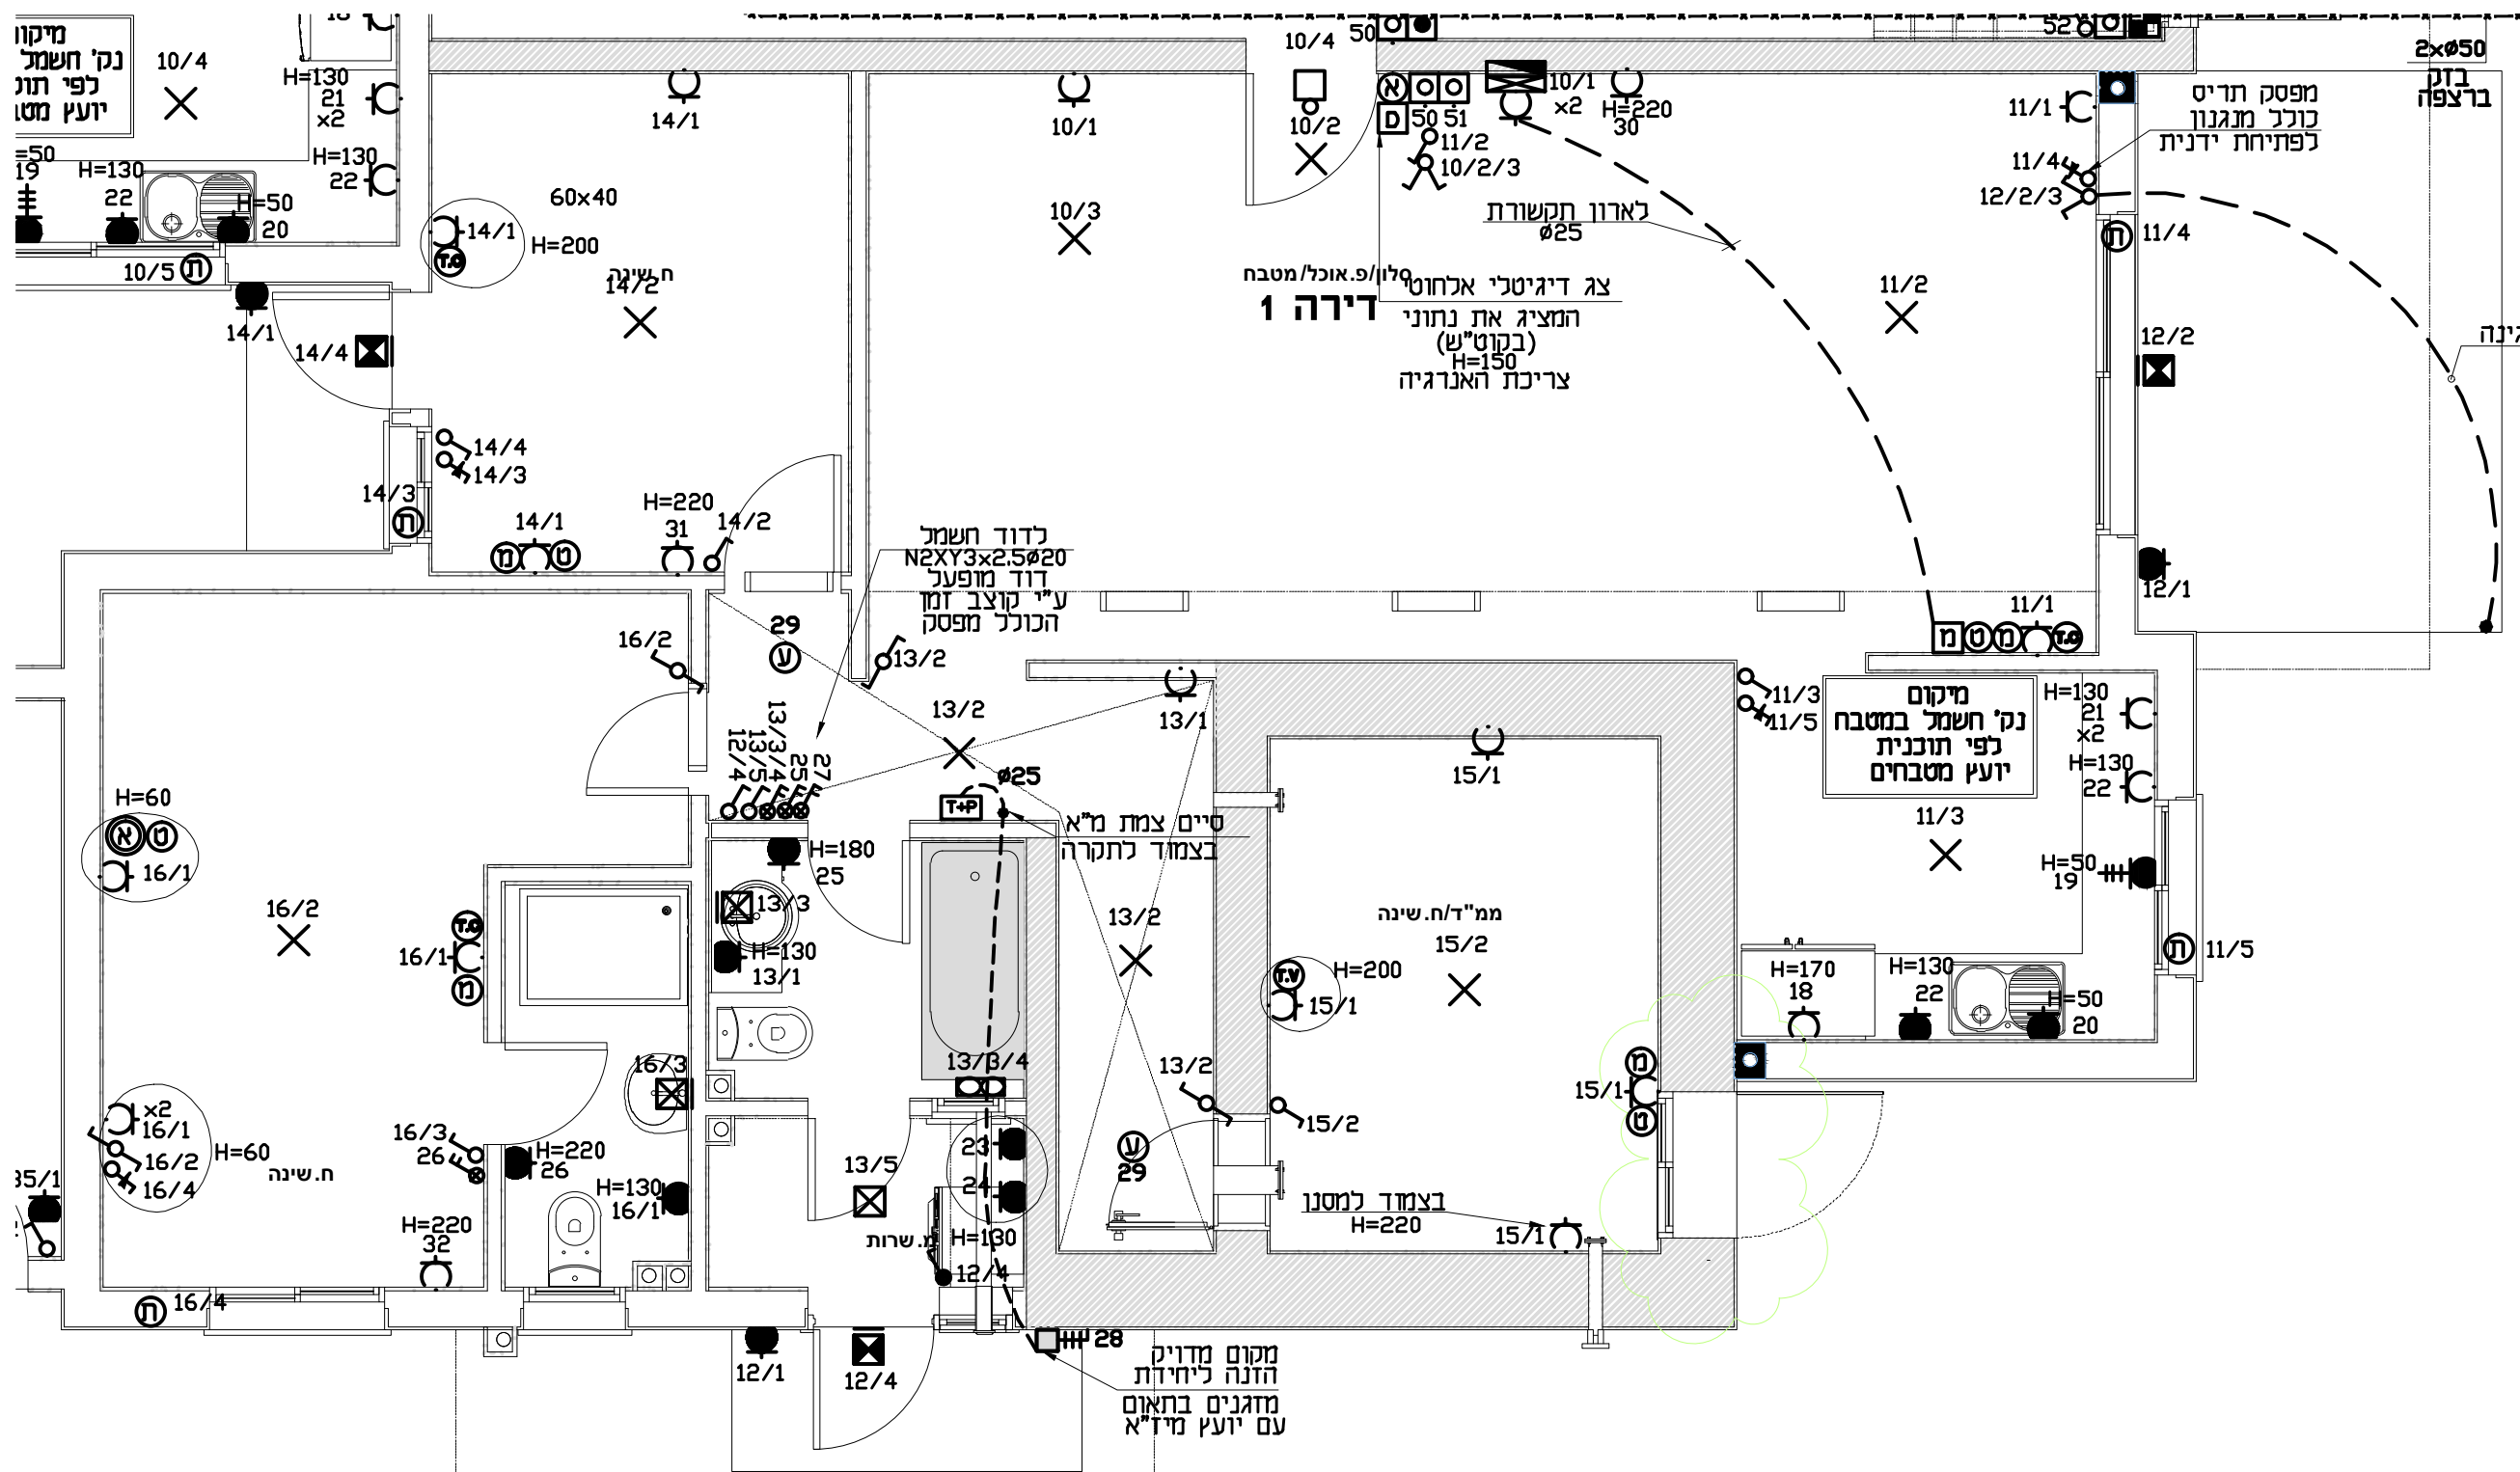 מיקום
נק' חשמל
לפי תוכ
יועץ מטב
10/4
H=130
21
x2
H=130
22
H=50
19
H=130
22
H=50
20
10/5
ת
14/1
14/4
14/1
60x40
14/1
T.O
H=200
ח.שינה
14/2
14/4
14/3
14/3
ת
14/1
מ
ט
H=220
31
14/2
10/1
10/3
10/4
10/2
50
א
D
50
51
11/2
10/2/3
10/1
x2
H=220
30
52
2xø50
בזק
ברצפה
מפסק תריס
כולל מנגנון
לפתיחת ידנית
11/1
11/4
12/2/3
ת
11/4
12/2
12/1
לארון תקשורת
ø25
סלון/פ.אוכל/מטבח
דירה 1
צג דיגיטלי אלחוטי
המציג את נתוני
(בקוט"ש)
H=150
צריכת האנרגיה
11/2
גינה
לדוד חשמל
N2XY3x2.5ø20
דוד מופעל
ע"י קוצב זמן
הכולל מפסק
29
ע
16/2
13/2
13/2
13/1
12/4
13/5
13/3/4
25
27
ø25
T+P
סיים צמת מ"א
בצמוד לתקרה
11/1
מ
ט
מ
T.O
11/3
11/5
מיקום
נק' חשמל במטבח
לפי תוכנית
יועץ מטבחים
H=130
21
x2
H=130
22
11/3
H=50
19
ת
11/5
H=170
18
H=130
22
H=50
20
15/1
ממ"ד/ח.שינה
15/2
T.V
H=200
15/1
מ
15/1
ט
15/2
בצמוד למסנן
H=220
15/1
13/2
13/2
ע
29
H=60
א
ט
16/1
16/2
T.O
16/1
מ
H=180
25
13/3
H=130
13/1
13/3/4
16/3
16/3
26
H=220
26
H=130
16/1
x2
16/1
16/2
16/4
H=60
ח.שינה
35/1
H=220
32
ת
16/4
13/5
23
24
H=130
מ.שרות
12/4
12/1
12/4
28
מקום מדויק
הזנה ליחידת
מזגנים בתאום
עם יועץ מיז"א